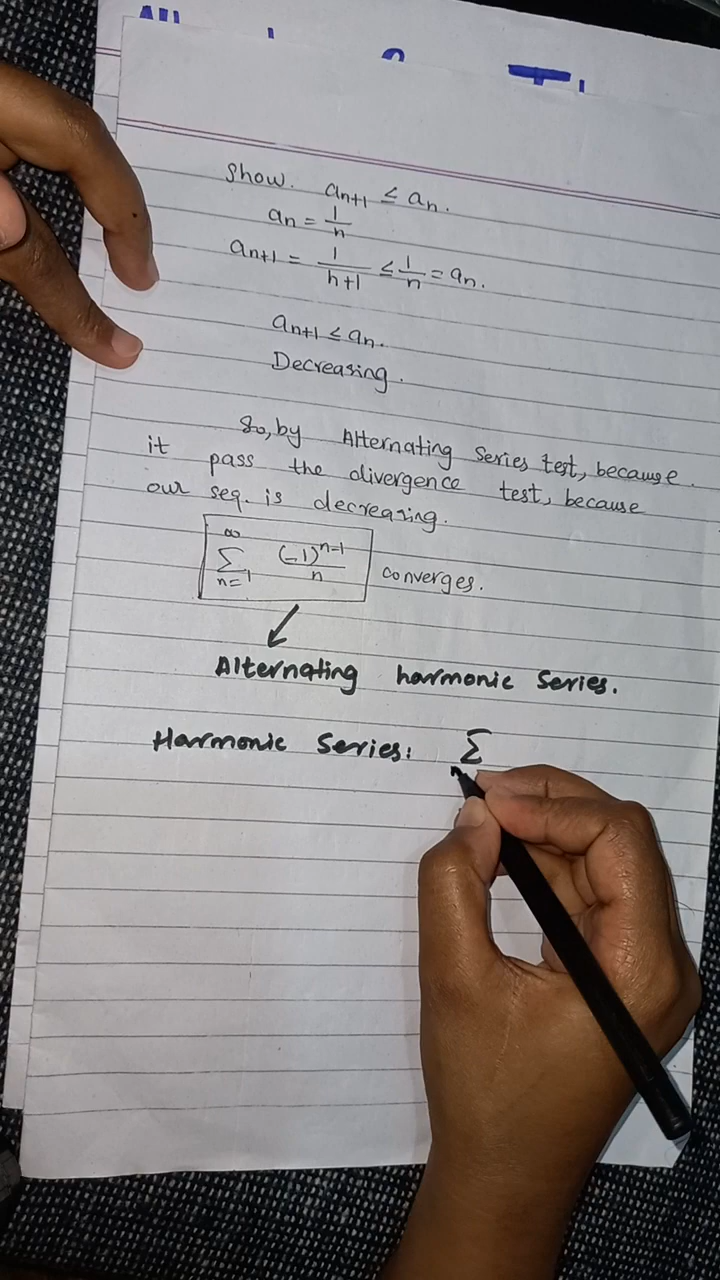 Show. aₙ₊₁ ≤ aₙ.
aₙ = 1/n
aₙ₊₁ = 1/(n+1) ≤ 1/n = aₙ.
aₙ₊₁ ≤ aₙ.
Decreasing.
So, by Alternating Series test, because.
it pass the divergence test, because
our seq. is decreasing.
∞
∑ (-1)ⁿ⁻¹/n converges.
n=1
Alternating harmonic Series.
Harmonic Series: ∑